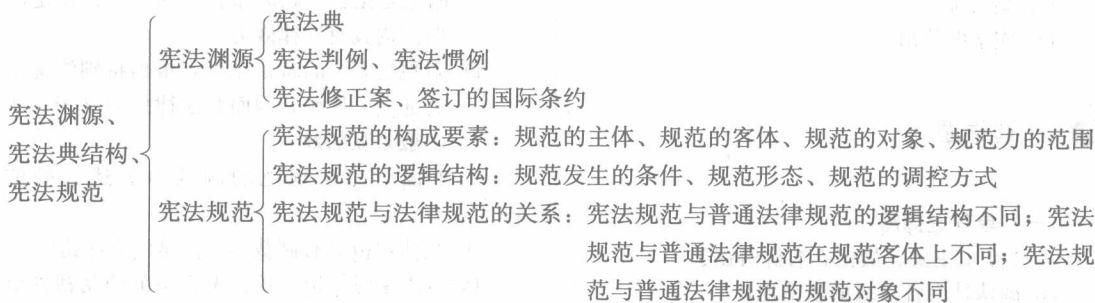 宪法渊源、
宪法典结构、
宪法规范
宪法渊源
宪法典
宪法判例、宪法惯例
宪法修正案、签订的国际条约
宪法规范
宪法规范的构成要素：规范的主体、规范的客体、规范的对象、规范力的范围
宪法规范的逻辑结构：规范发生的条件、规范形态、规范的调控方式
宪法规范与法律规范的关系：宪法规范与普通法律规范的逻辑结构不同；宪法
规范与普通法律规范在规范客体上不同；宪法规
范与普通法律规范的规范对象不同